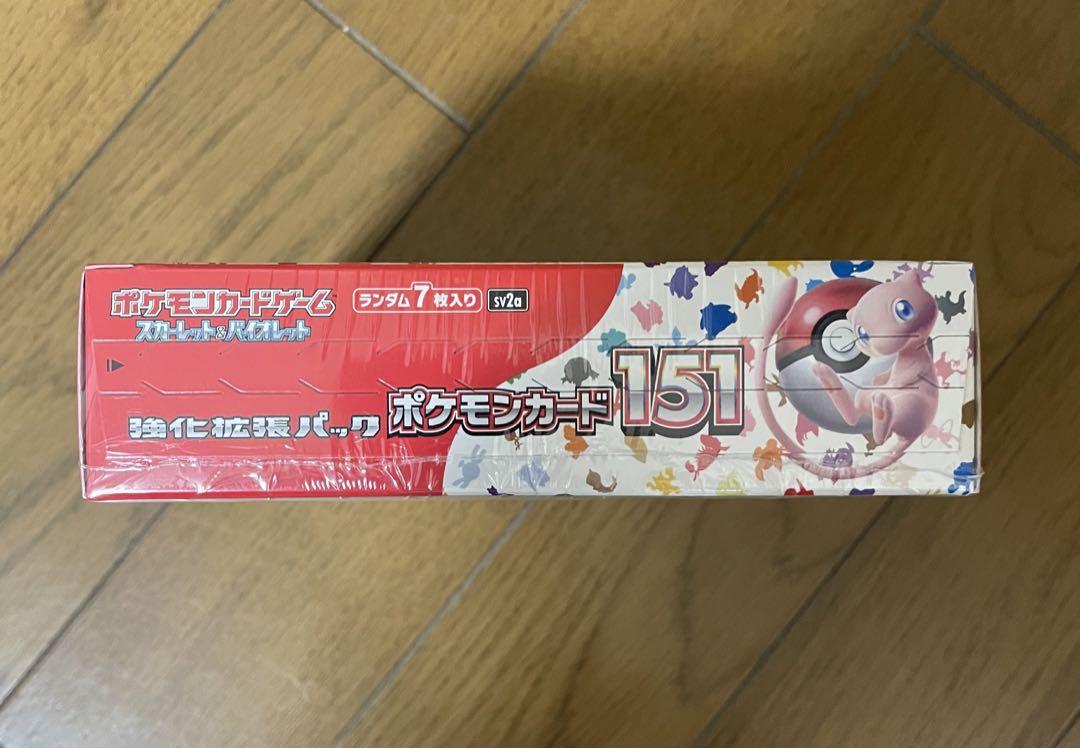 ポケモンカードゲーム
スカーレット&バイオレット
ランダム7枚入り
sv2a
強化拡張パック
ポケモンカード151